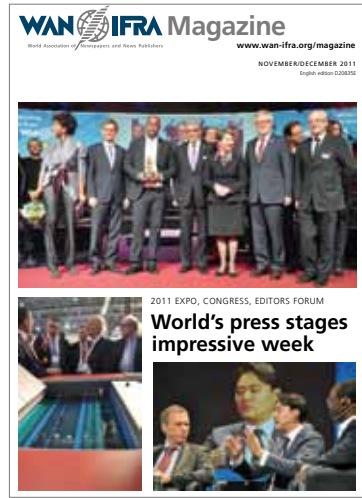 WAN IFRA Magazine
World Association of Newspapers and News Publishers
www.wan-ifra.org/magazine
NOVEMBER/DECEMBER 2011
English edition D20835E
2011 EXPO, CONGRESS, EDITORS FORUM
World's press stages
impressive week